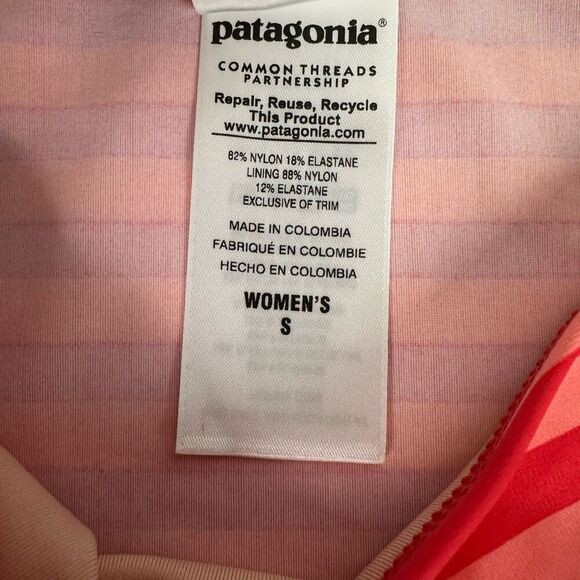 patagonia®
COMMON THREADS
PARTNERSHIP
Repair, Reuse, Recycle
This Product
www.patagonia.com
82% NYLON 18% ELASTANE
LINING 88% NYLON
12% ELASTANE
EXCLUSIVE OF TRIM
MADE IN COLOMBIA
FABRIQUÉ EN COLOMBIE
HECHO EN COLOMBIA
WOMEN'S
S